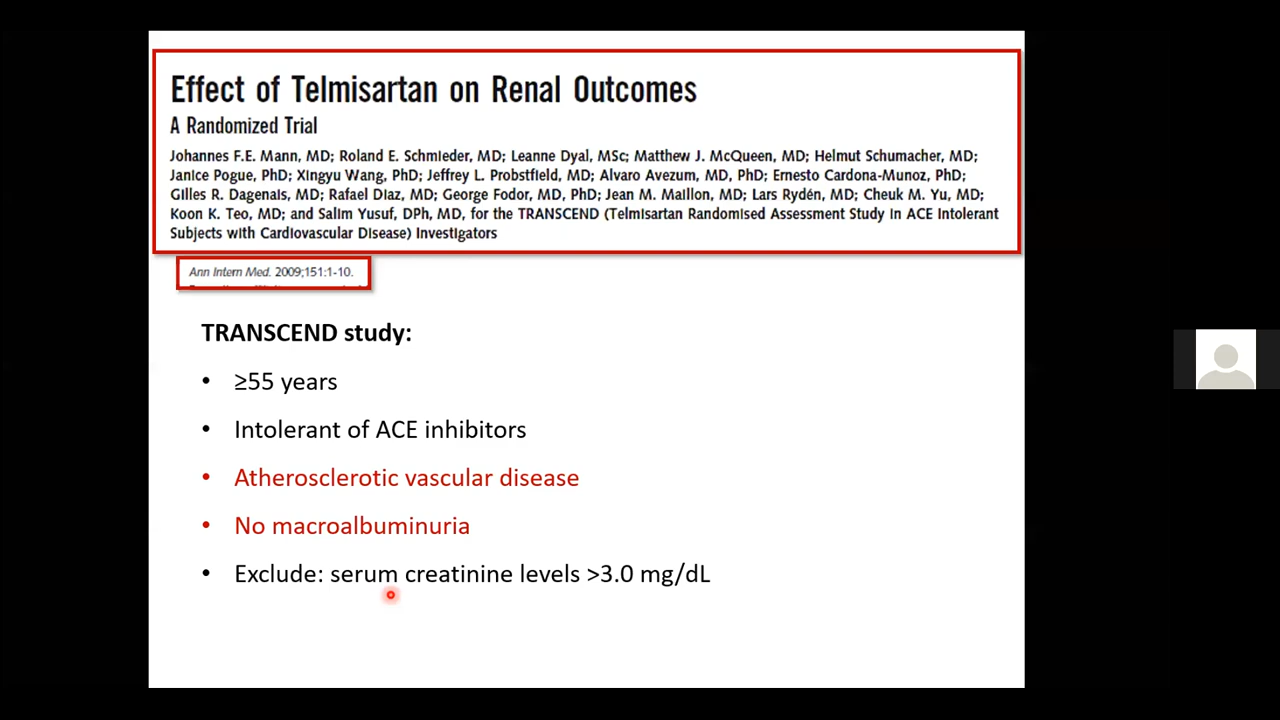 Effect of Telmisartan on Renal Outcomes
A Randomized Trial
Johannes F.E. Mann, MD; Roland E. Schmieder, MD; Leanne Dyal, MSc; Matthew J. McQueen, MD; Helmut Schumacher, MD;
Janice Pogue, PhD; Xingyu Wang, PhD; Jeffrey L. Probstfield, MD; Alvaro Avezum, MD, PhD; Ernesto Cardona-Munoz, PhD;
Gilles R. Dagenais, MD; Rafael Diaz, MD; George Fodor, MD, PhD; Jean M. Maillon, MD; Lars Rydén, MD; Cheuk M. Yu, MD;
Koon K. Teo, MD; and Salim Yusuf, DPh, MD, for the TRANSCEND (Telmisartan Randomised Assessment Study in ACE Intolerant
Subjects with Cardiovascular Disease) Investigators
Ann Intern Med. 2009;151:1-10.
TRANSCEND study:
• ≥55 years
• Intolerant of ACE inhibitors
• Atherosclerotic vascular disease
• No macroalbuminuria
• Exclude: serum creatinine levels >3.0 mg/dL